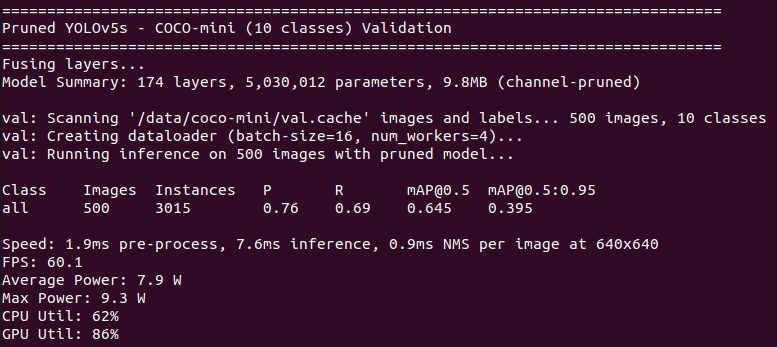 ================================================================================
Pruned YOLOv5s - COCO-mini (10 classes) Validation
================================================================================
Fusing layers...
Model Summary: 174 layers, 5,030,012 parameters, 9.8MB (channel-pruned)
val: Scanning '/data/coco-mini/val.cache' images and labels... 500 images, 10 classes
val: Creating dataloader (batch-size=16, num_workers=4)...
val: Running inference on 500 images with pruned model...
Class    Images  Instances  P       R       mAP@0.5  mAP@0.5:0.95
all      500     3015       0.76    0.69    0.645    0.395
Speed: 1.9ms pre-process, 7.6ms inference, 0.9ms NMS per image at 640x640
FPS: 60.1
Average Power: 7.9 W
Max Power: 9.3 W
CPU Util: 62%
GPU Util: 86%